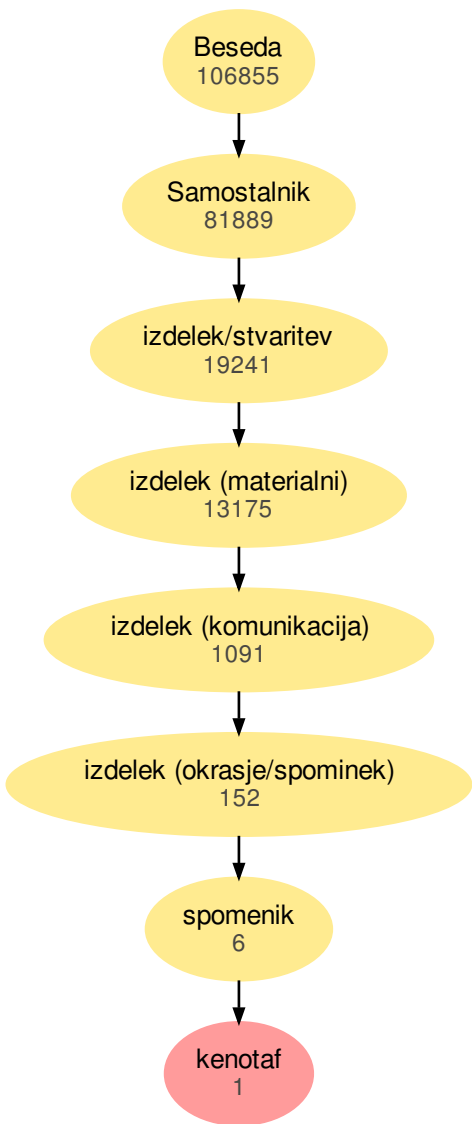 Beseda
106855
Samostalnik
81889
izdelek/stvaritev
19241
izdelek (materialni)
13175
izdelek (komunikacija)
1091
izdelek (okrasje/spominek)
152
spomenik
6
kenotaf
1